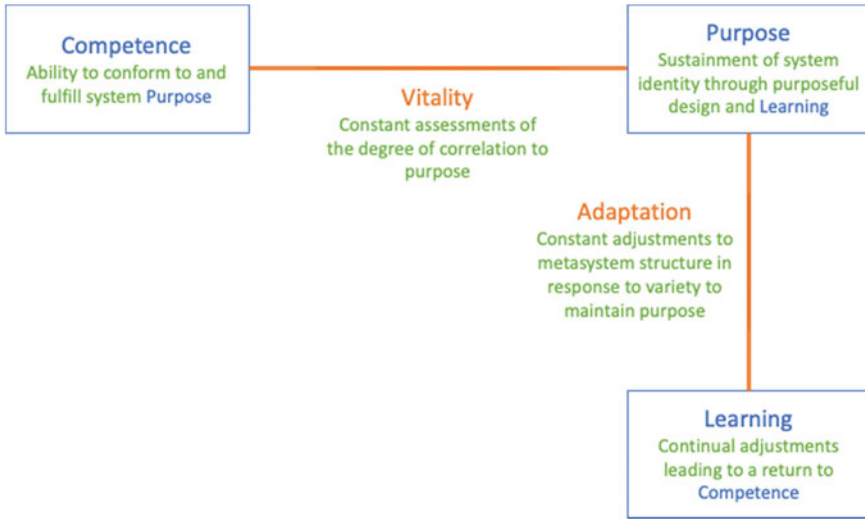 Competence
Ability to conform to and
fulfill system Purpose
Purpose
Sustainment of system
identity through purposeful
design and Learning
Vitality
Constant assessments of
the degree of correlation to
purpose
Adaptation
Constant adjustments to
metasystem structure in
response to variety to
maintain purpose
Learning
Continual adjustments
leading to a return to
Competence